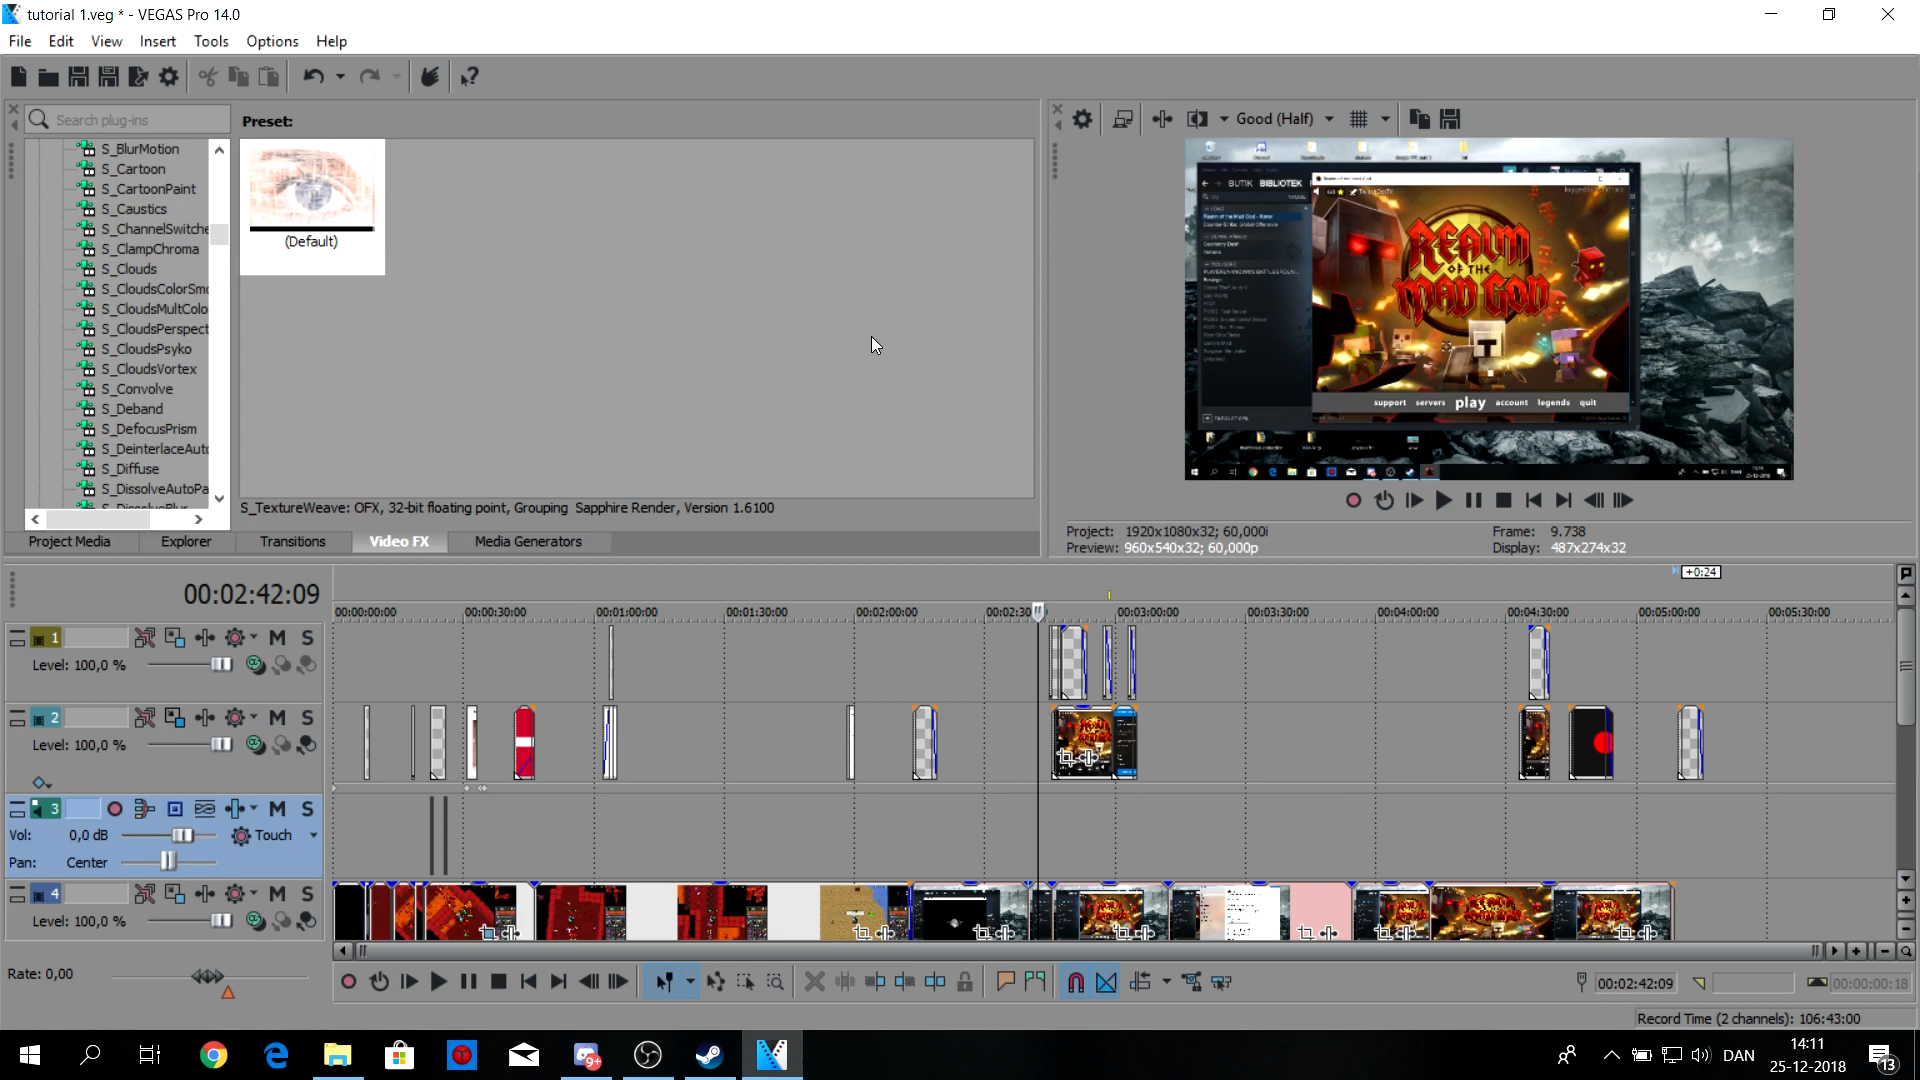 tutorial 1.veg * - VEGAS Pro 14.0
File Edit View Insert Tools Options Help
Search plug-ins
Preset:
S_BlurMotion
S_Cartoon
S_CartoonPaint
S_Caustics
S_ChannelSwitche
S_ClampChroma
S_Clouds
S_CloudsColorSmo
S_CloudsMultColo
S_CloudsPerspect
S_CloudsPsyko
S_CloudsVortex
S_Convolve
S_Deband
S_DefocusPrism
S_DeinterlaceAuto
S_Diffuse
S_DissolveAutoPa
S_DissolveBlur
(Default)
S_TextureWeave: OFX, 32-bit floating point, Grouping Sapphire Render, Version 1.6100
Project Media Explorer Transitions Video FX Media Generators
Good (Half)
BUTIK BIBLIOTEK
REALM
OF THE
MAD GOD
support servers play account legends quit
Project: 1920x1080x32; 60,000i
Preview: 960x540x32; 60,000p
Frame: 9.738
Display: 487x274x32
+0:24
00:02:42:09
00:00:00:00 00:00:30:00 00:01:00:00 00:01:30:00 00:02:00:00 00:02:30 00:03:00:00 00:03:30:00 00:04:00:00 00:04:30:00 00:05:00:00 00:05:30:00
1 M S
Level: 100,0 %
2 M S
Level: 100,0 %
3 M S
Vol: 0,0 dB Touch
Pan: Center
4 M S
Level: 100,0 %
Rate: 0,00
00:02:42:09
00:00:00:18
Record Time (2 channels): 106:43:00
9+
DAN
14:11
25-12-2018
13